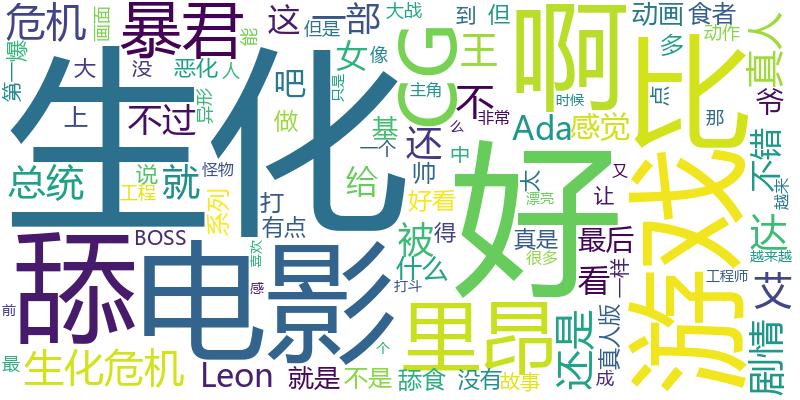 危机
画面
暴君
这
一部
大战
到
但
动画
食者
第一
爆
大
没
恶化
人
能
但是
女
像
CG
王
啊
多
动作
真人
生化
上
不过
异形
吧
只是
主角
不
时候
点
爷
做
基
还
Ada
感觉
非常
那
不错
总统
说
就
怪物
一个
中
么
游戏
工程
系列
给
帅
好看
太
好
又
让
漂亮
越来
打
有点
被
得
真是
最后
达
舔
电影
BOSS
喜欢
什么
很多
看
一样
艾
越来越
工程师
前
感
打斗
里昂
还是
真人版
剧情
最
生化危机
Leon
就是
不是
个
舔食
没有
故事
成